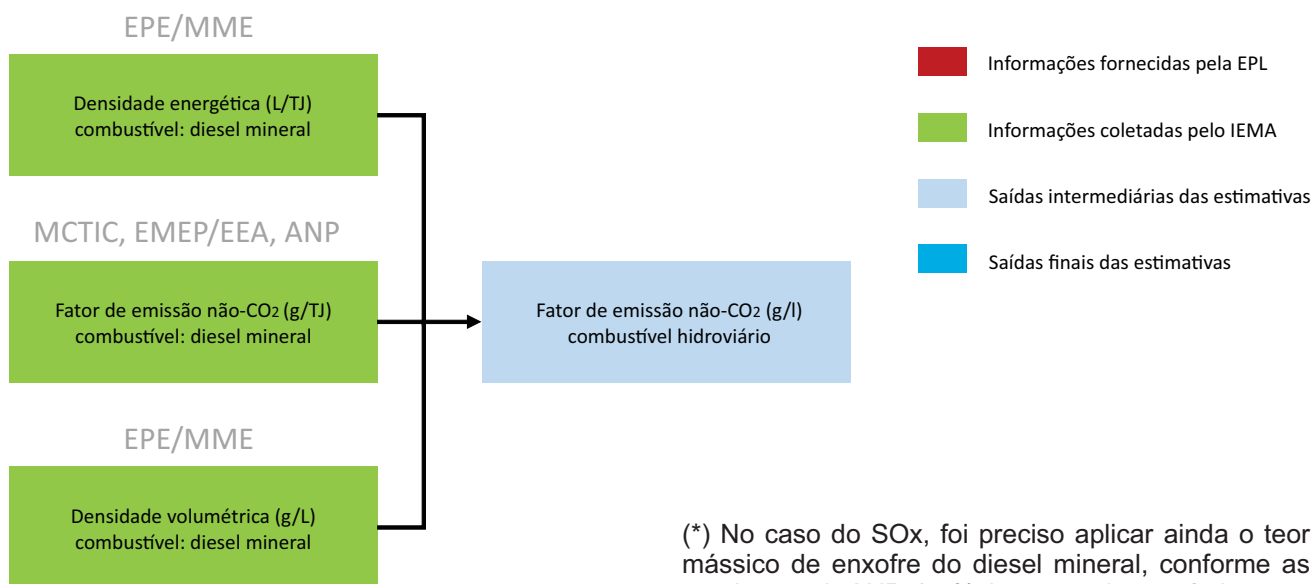 EPE/MME
Densidade energética (L/TJ)
combustível: diesel mineral
MCTIC, EMEP/EEA, ANP
Fator de emissão não-CO2 (g/TJ)
combustível: diesel mineral
EPE/MME
Densidade volumétrica (g/L)
combustível: diesel mineral
Fator de emissão não-CO2 (g/l)
combustível hidroviário
Informações fornecidas pela EPL
Informações coletadas pelo IEMA
Saídas intermediárias das estimativas
Saídas finais das estimativas
(*) No caso do SOx, foi preciso aplicar ainda o teor
mássico de enxofre do diesel mineral, conforme as